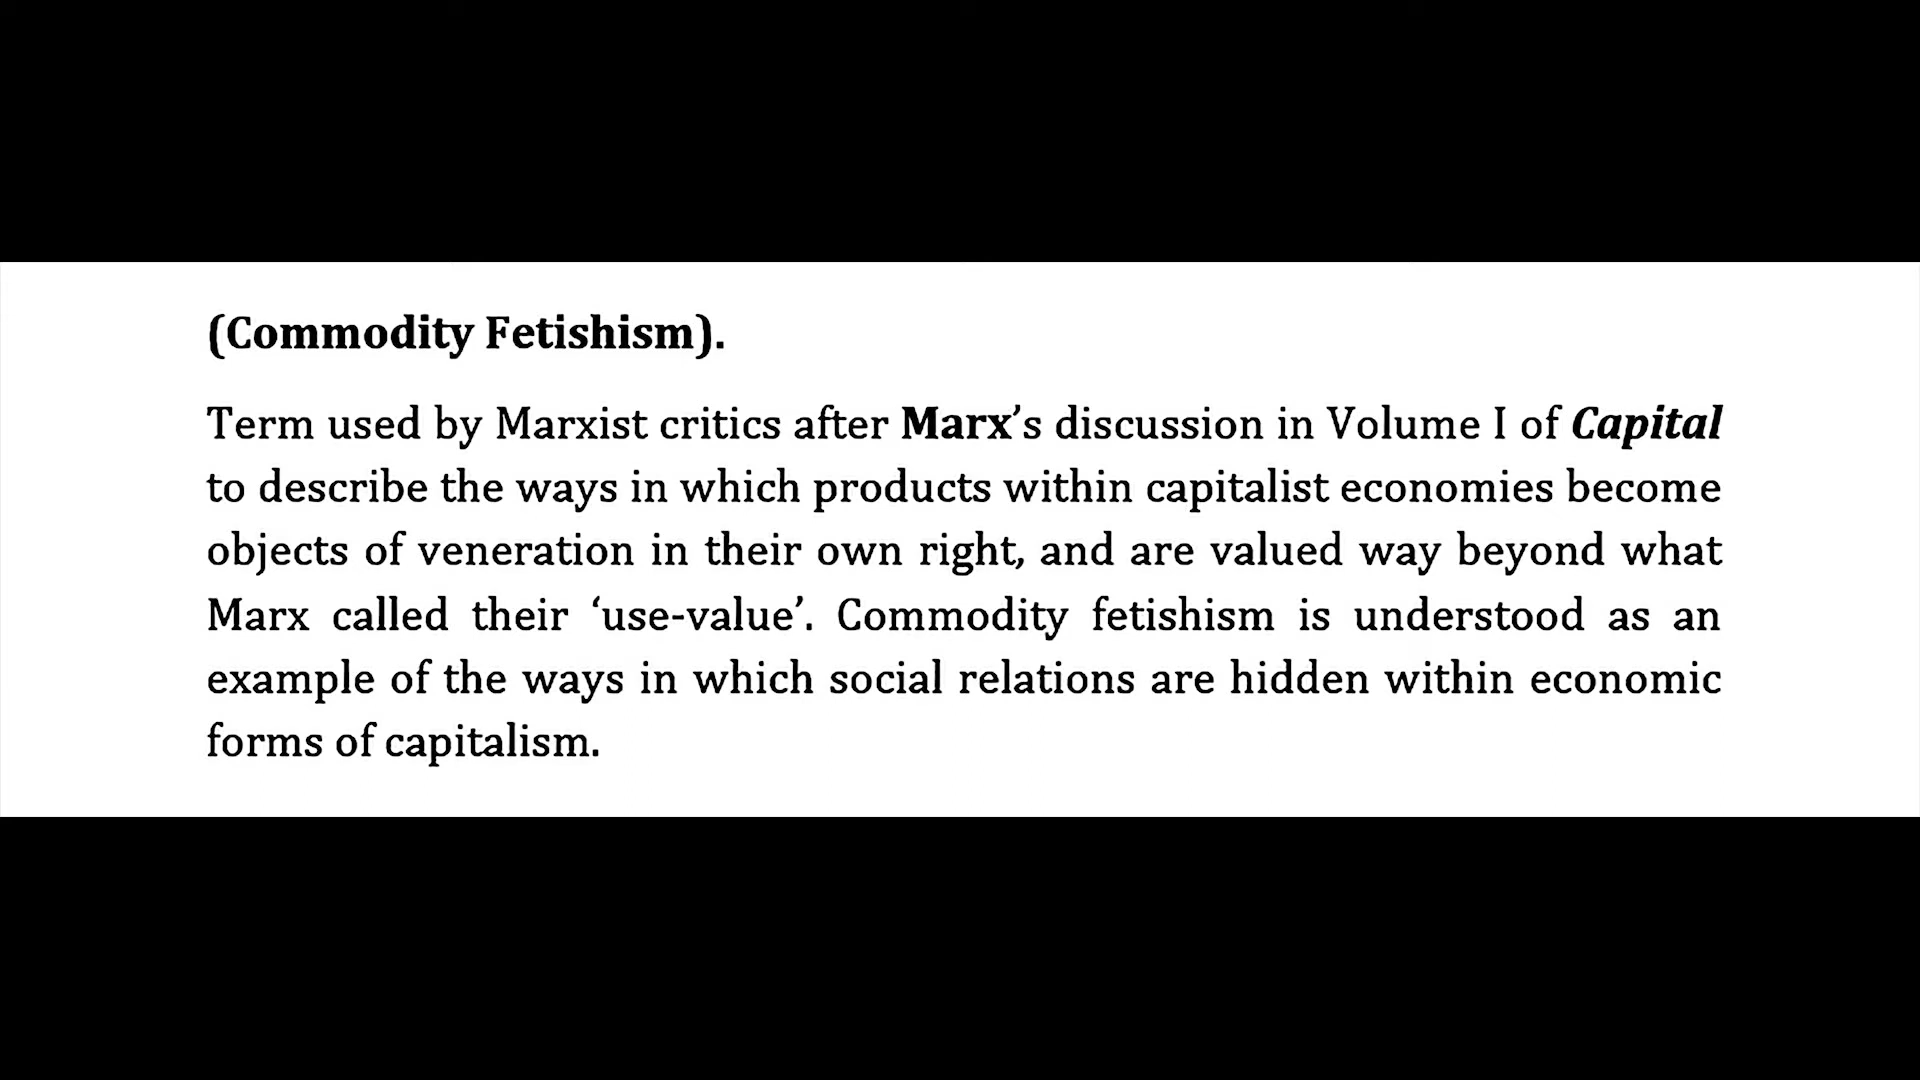 (Commodity Fetishism).
Term used by Marxist critics after Marx’s discussion in Volume I of Capital
to describe the ways in which products within capitalist economies become
objects of veneration in their own right, and are valued way beyond what
Marx called their ‘use-value’. Commodity fetishism is understood as an
example of the ways in which social relations are hidden within economic
forms of capitalism.